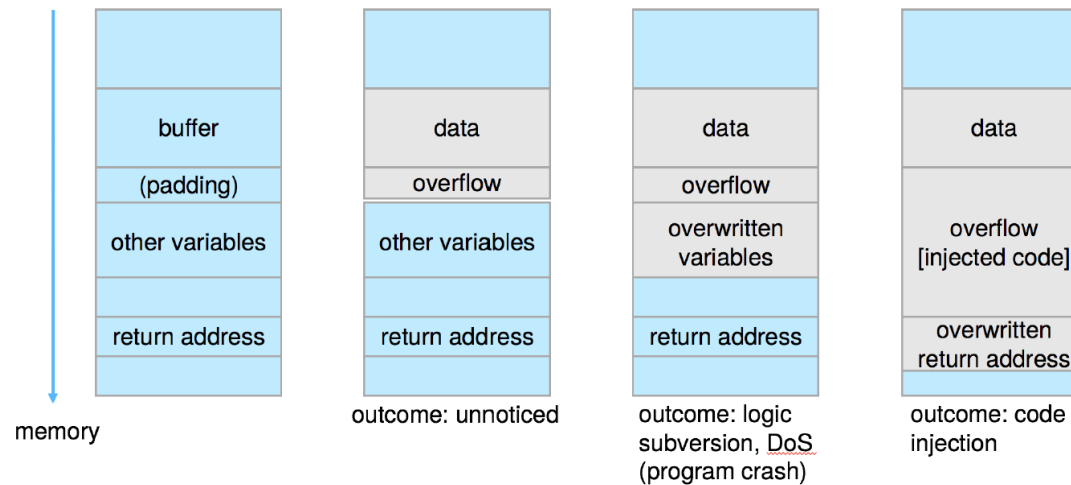 buffer
(padding)
other variables
return address
memory
data
overflow
other variables
return address
outcome: unnoticed
data
overflow
overwritten
variables
return address
outcome: logic
subversion, DoS
(program crash)
data
overflow
[injected code]
overwritten
return address
outcome: code
injection